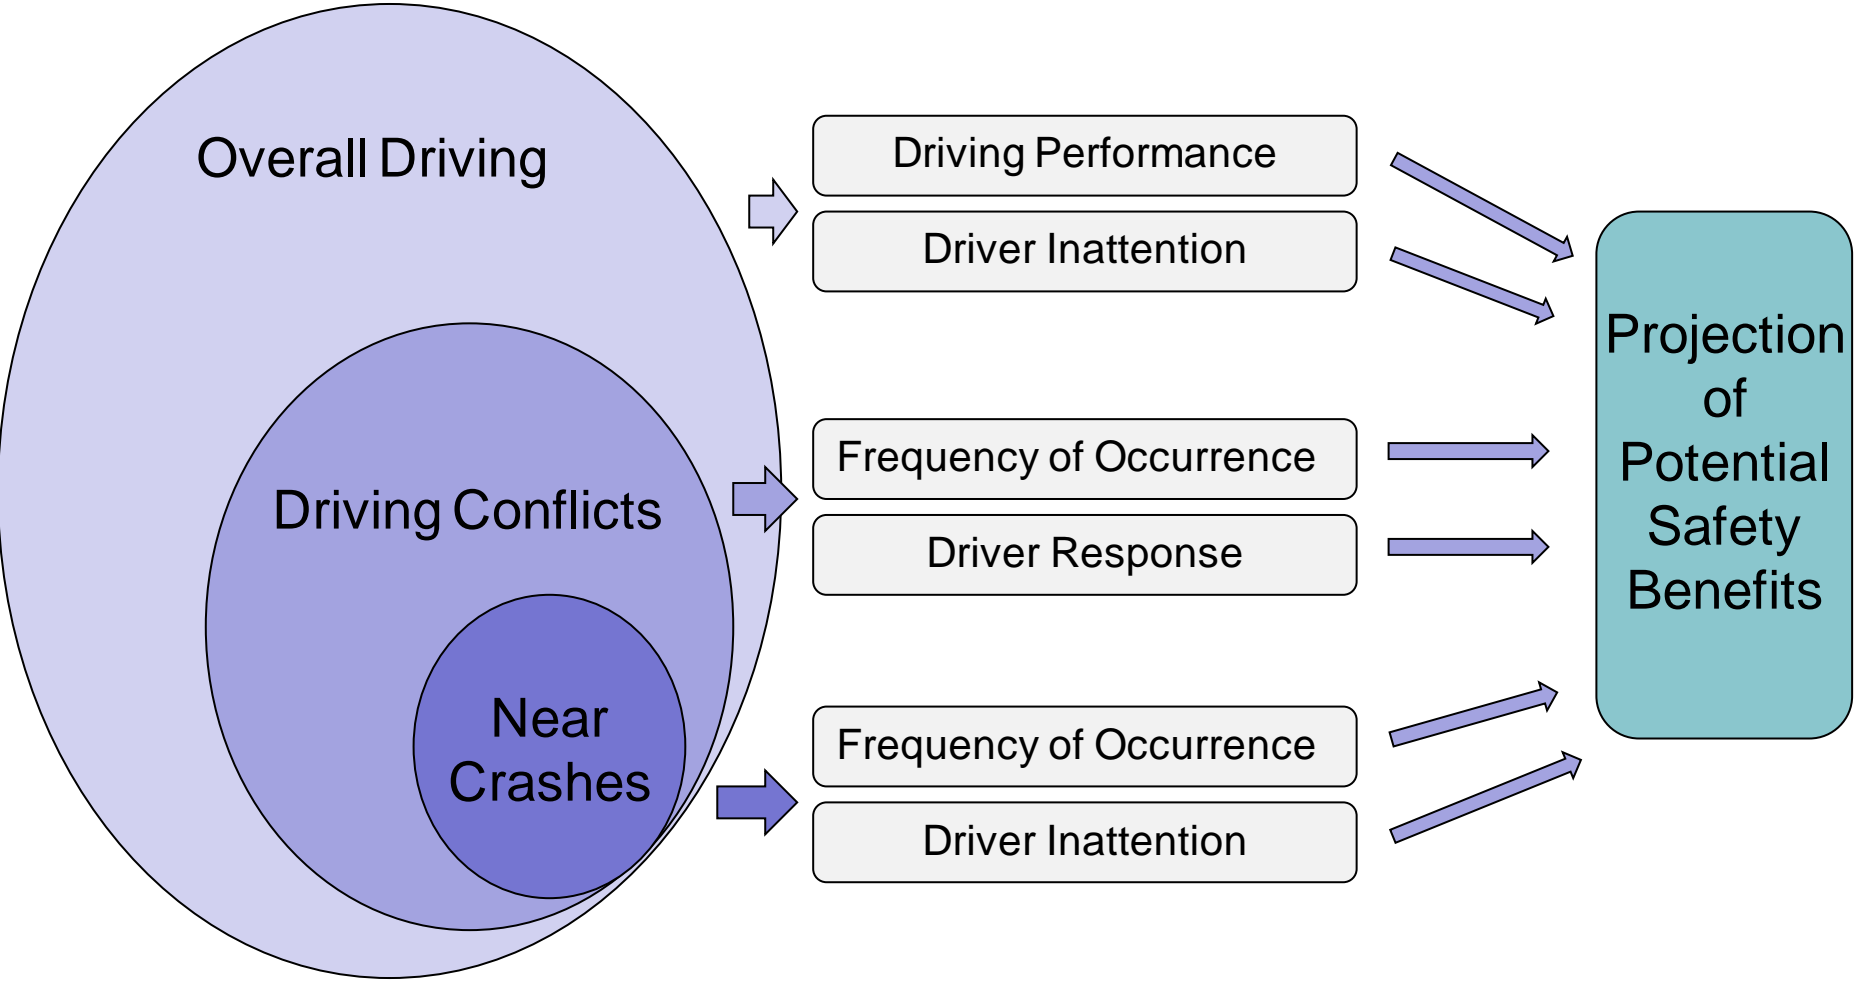 Overall Driving
Driving Conflicts
Near
Crashes
Driving Performance
Driver Inattention
Frequency of Occurrence
Driver Response
Frequency of Occurrence
Driver Inattention
Projection
of
Potential
Safety
Benefits